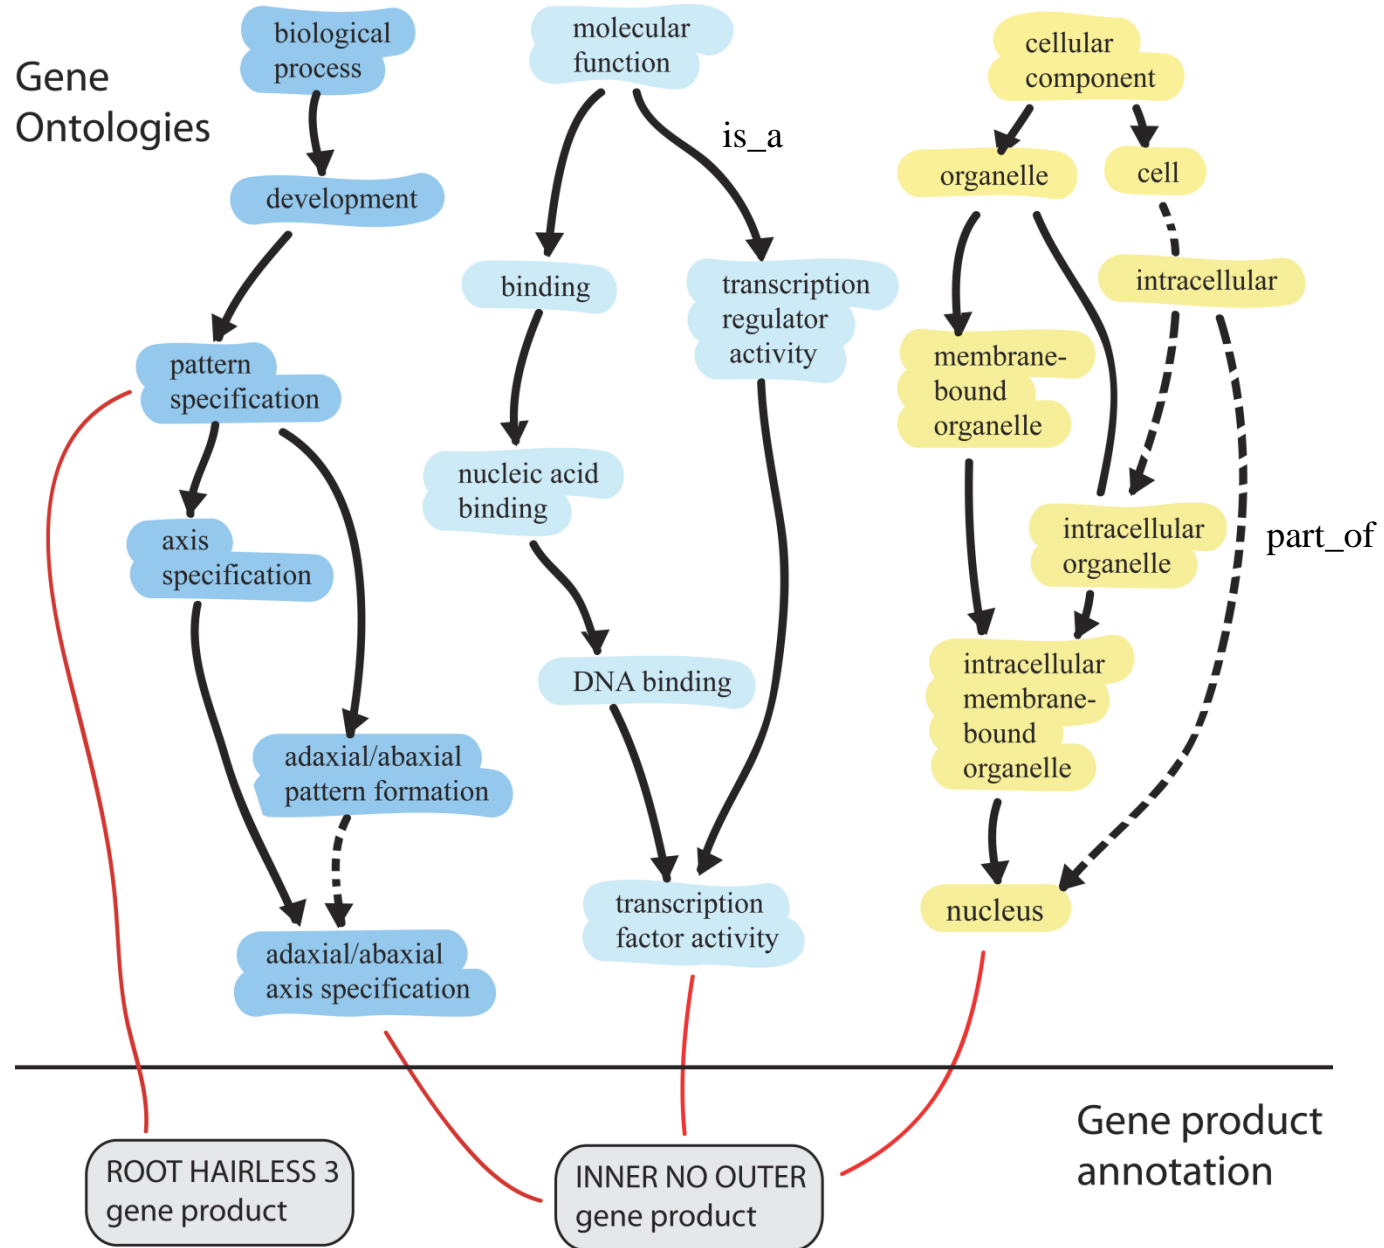 Gene
Ontologies
biological
process
development
pattern
specification
axis
specification
adaxial/abaxial
pattern formation
adaxial/abaxial
axis specification
molecular
function
is_a
binding
transcription
regulator
activity
nucleic acid
binding
DNA binding
transcription
factor activity
cellular
component
organelle
cell
intracellular
membrane-
bound
organelle
intracellular
organelle
part_of
intracellular
membrane-
bound
organelle
nucleus
Gene product
annotation
ROOT HAIRLESS 3
gene product
INNER NO OUTER
gene product